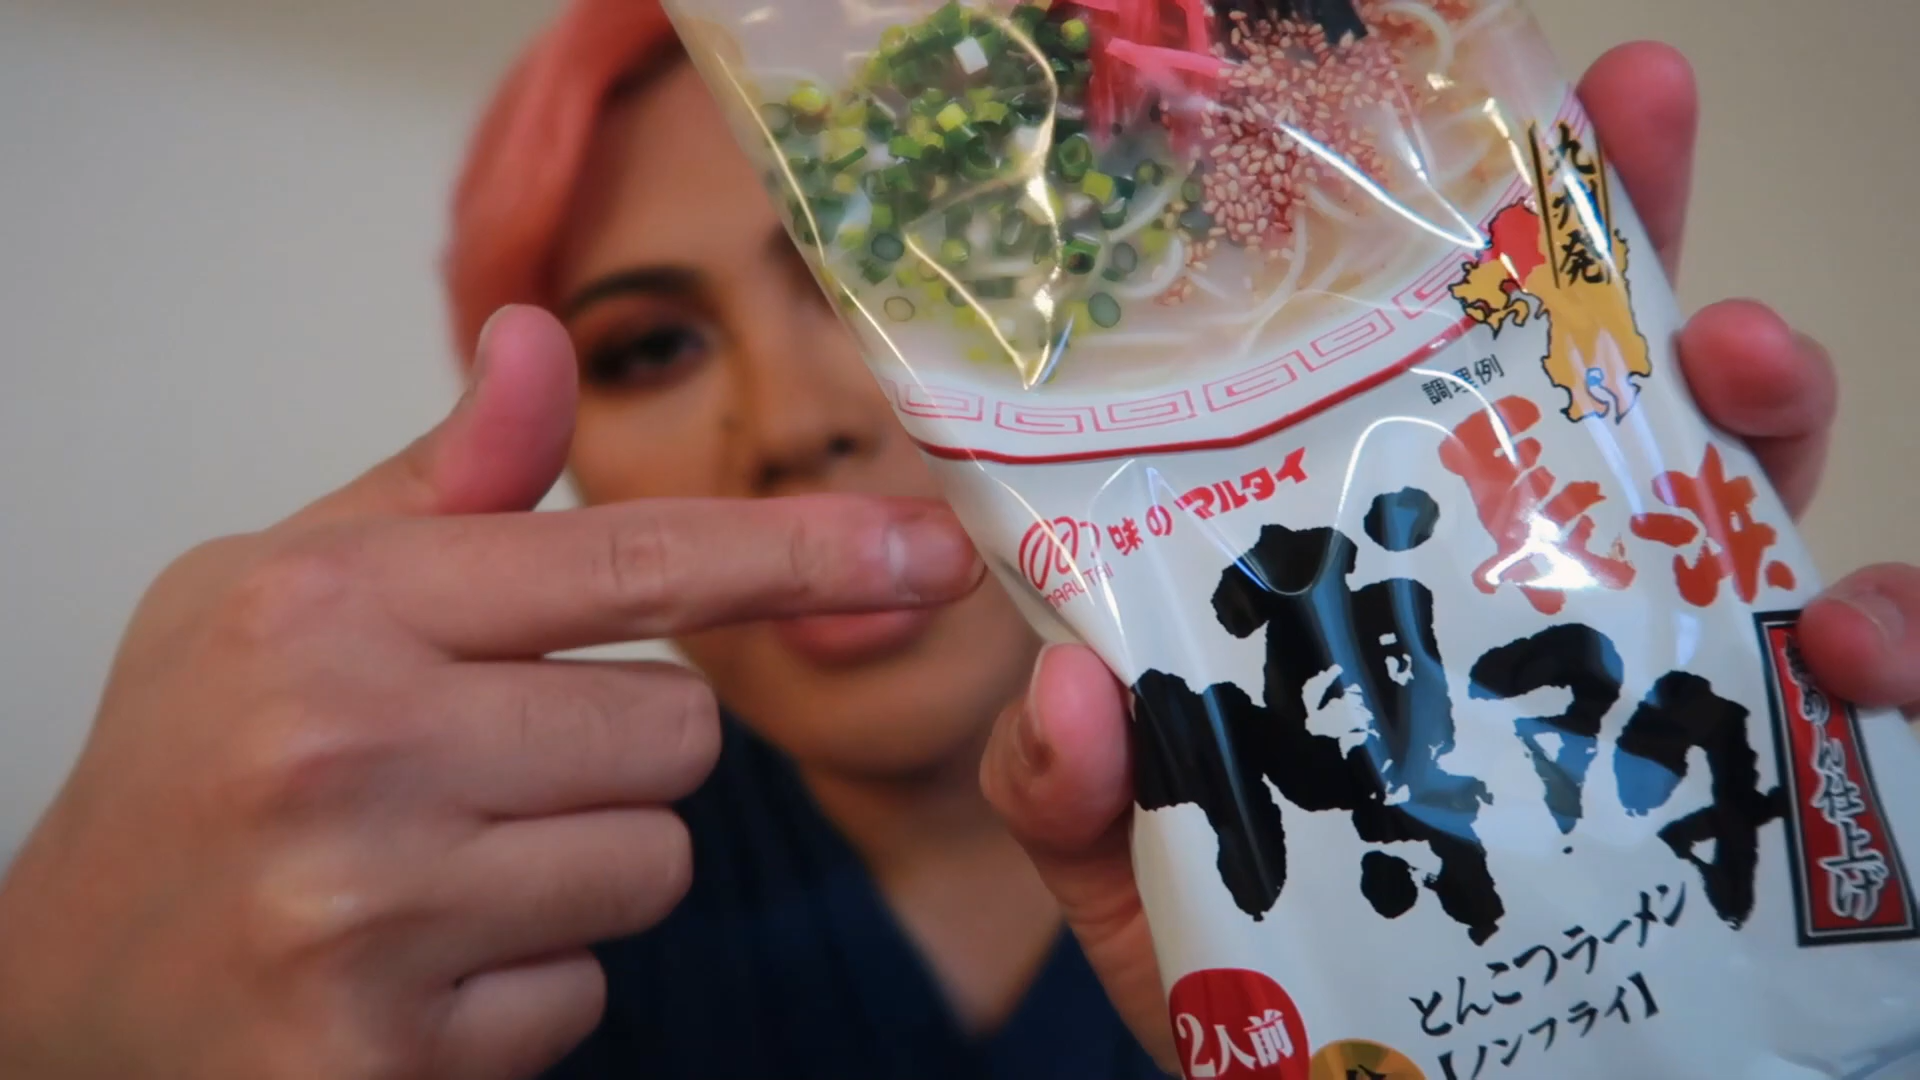 九州発
調理例
味のマルタイ
MARUTAI
長浜
博多
細めん仕上げ
とんこつラーメン
【ノンフライ】
2人前